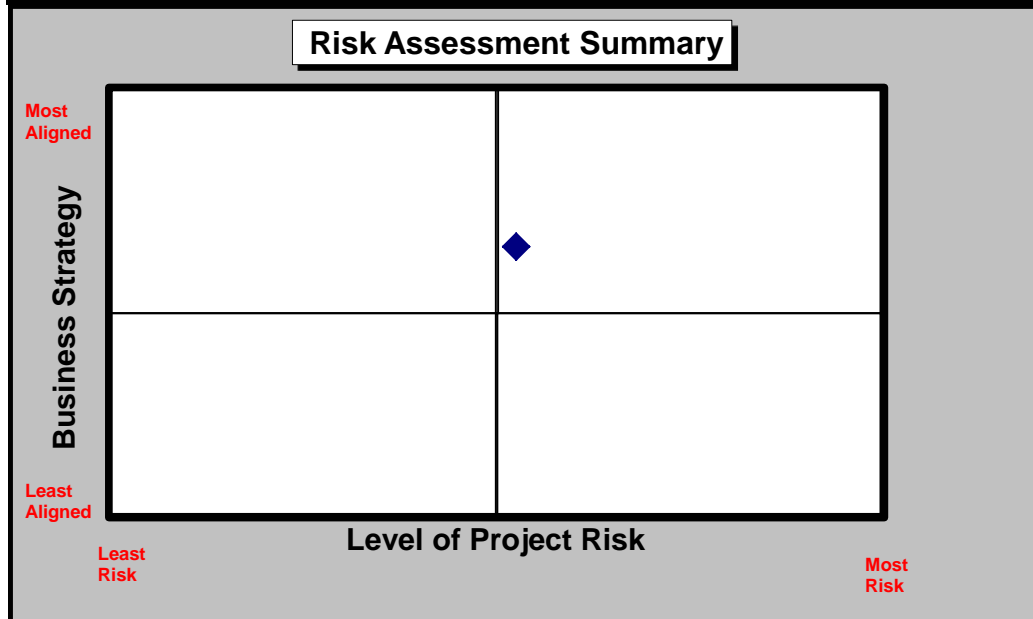 Risk Assessment Summary
Most
Aligned
Business Strategy
Least
Aligned
Level of Project Risk
Least
Risk
Most
Risk